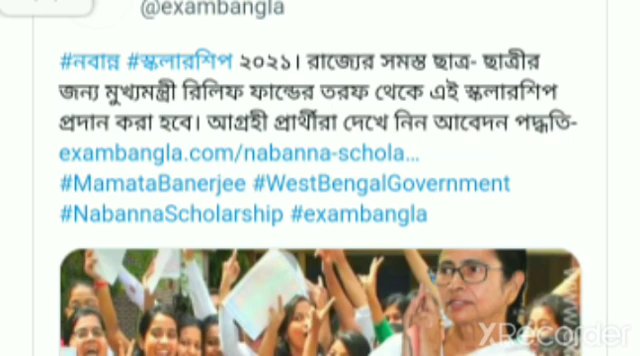 @exambangla
#নবান্ন #স্কলারশিপ ২০২১। রাজ্যের সমস্ত ছাত্র- ছাত্রীর
জন্য মুখ্যমন্ত্রী রিলিফ ফান্ডের তরফ থেকে এই স্কলারশিপ
প্রদান করা হবে। আগ্রহী প্রার্থীরা দেখে নিন আবেদন পদ্ধতি-
exambangla.com/nabanna-schola...
#MamataBanerjee #WestBengalGovernment
#NabannaScholarship #exambangla
XRecorder